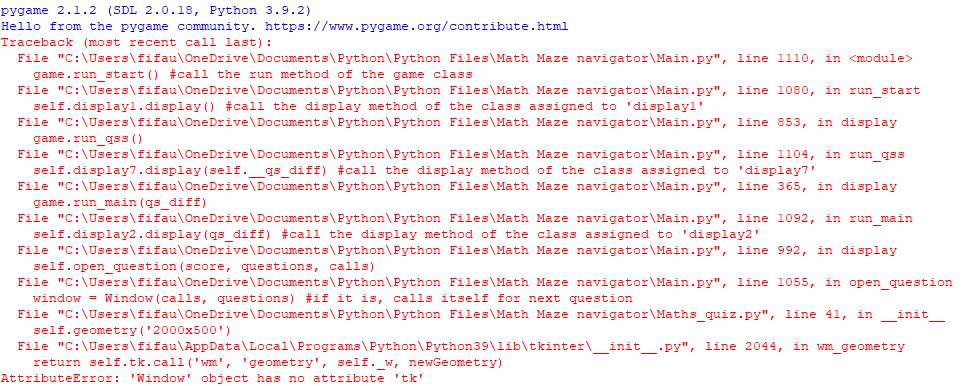 pygame 2.1.2 (SDL 2.0.18, Python 3.9.2)
Hello from the pygame community. https://www.pygame.org/contribute.html
Traceback (most recent call last):
  File "C:\Users\fifau\OneDrive\Documents\Python\Python Files\Math Maze navigator\Main.py", line 1110, in <module>
    game.run_start() #call the run method of the game class
  File "C:\Users\fifau\OneDrive\Documents\Python\Python Files\Math Maze navigator\Main.py", line 1080, in run_start
    self.display1.display() #call the display method of the class assigned to 'display1'
  File "C:\Users\fifau\OneDrive\Documents\Python\Python Files\Math Maze navigator\Main.py", line 853, in display
    game.run_qss()
  File "C:\Users\fifau\OneDrive\Documents\Python\Python Files\Math Maze navigator\Main.py", line 1104, in run_qss
    self.display7.display(self.__qs_diff) #call the display method of the class assigned to 'display7'
  File "C:\Users\fifau\OneDrive\Documents\Python\Python Files\Math Maze navigator\Main.py", line 365, in display
    game.run_main(qs_diff)
  File "C:\Users\fifau\OneDrive\Documents\Python\Python Files\Math Maze navigator\Main.py", line 1092, in run_main
    self.display2.display(qs_diff) #call the display method of the class assigned to 'display2'
  File "C:\Users\fifau\OneDrive\Documents\Python\Python Files\Math Maze navigator\Main.py", line 992, in display
    self.open_question(score, questions, calls)
  File "C:\Users\fifau\OneDrive\Documents\Python\Python Files\Math Maze navigator\Main.py", line 1055, in open_question
    window = Window(calls, questions) #if it is, calls itself for next question
  File "C:\Users\fifau\OneDrive\Documents\Python\Python Files\Math Maze navigator\Maths_quiz.py", line 41, in __init__
    self.geometry('2000x500')
  File "C:\Users\fifau\AppData\Local\Programs\Python\Python39\lib\tkinter\__init__.py", line 2044, in wm_geometry
    return self.tk.call('wm', 'geometry', self._w, newGeometry)
AttributeError: 'Window' object has no attribute 'tk'